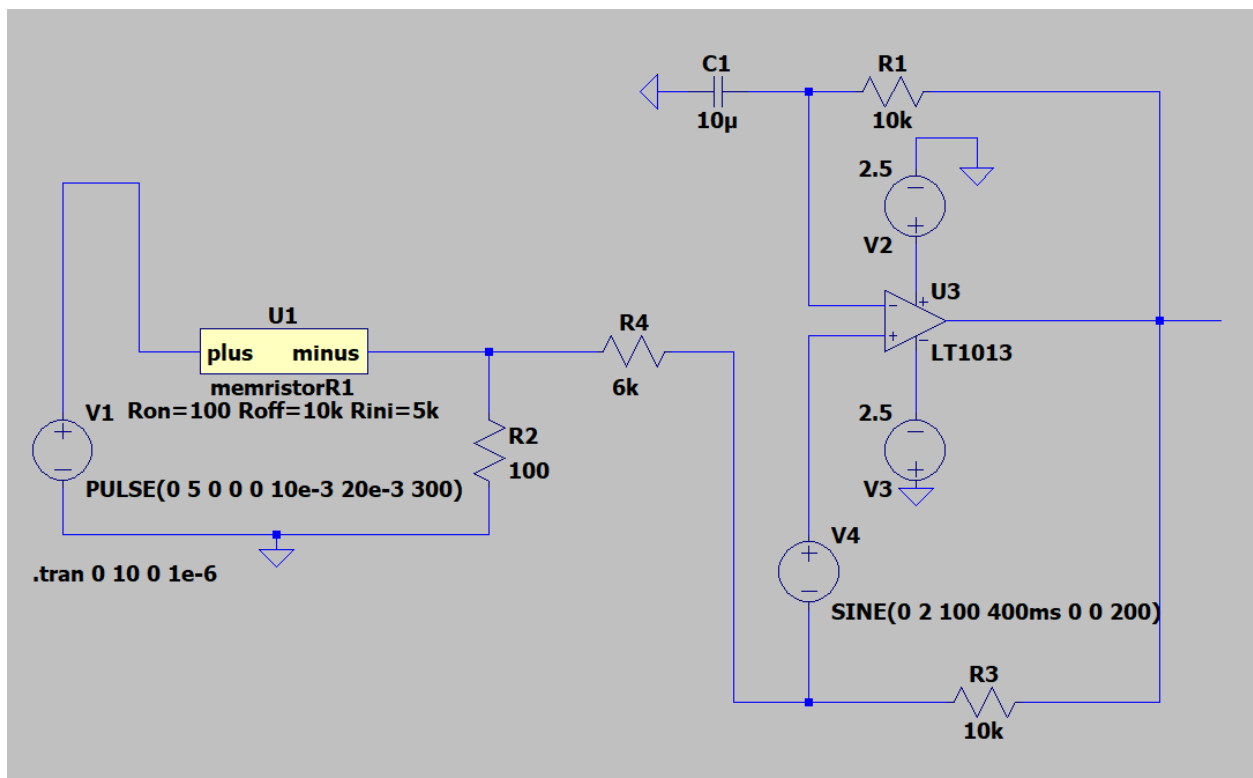 C1
10µ
R1
10k
2.5
V2
U1
plus minus
memristorR1
Ron=100 Roff=10k Rini=5k
V1
PULSE(0 5 0 0 0 10e-3 20e-3 300)
R2
100
R4
6k
U3
LT1013
2.5
V3
V4
SINE(0 2 100 400ms 0 0 200)
R3
10k
.tran 0 10 0 1e-6